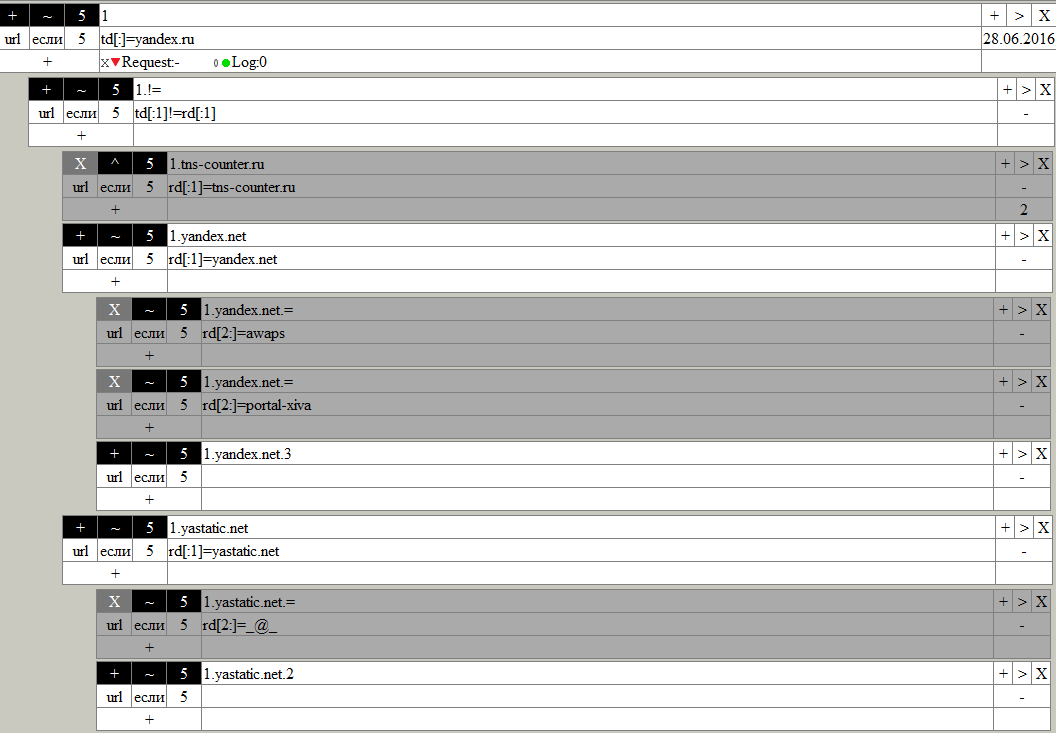 + ~ 5 1 + > X
url если 5 td[:]=yandex.ru 28.06.2016
+ X▼Request:- 0●Log:0
+ ~ 5 1.!= + > X
url если 5 td[:1]!=rd[:1] -
+
X ^ 5 1.tns-counter.ru + > X
url если 5 rd[:1]=tns-counter.ru -
+ 2
+ ~ 5 1.yandex.net + > X
url если 5 rd[:1]=yandex.net -
+
X ~ 5 1.yandex.net.= + > X
url если 5 rd[2:]=awaps -
+
X ~ 5 1.yandex.net.= + > X
url если 5 rd[2:]=portal-xiva -
+
+ ~ 5 1.yandex.net.3 + > X
url если 5 -
+
+ ~ 5 1.yastatic.net + > X
url если 5 rd[:1]=yastatic.net -
+
X ~ 5 1.yastatic.net.= + > X
url если 5 rd[2:]=_@_ -
+
+ ~ 5 1.yastatic.net.2 + > X
url если 5 -
+